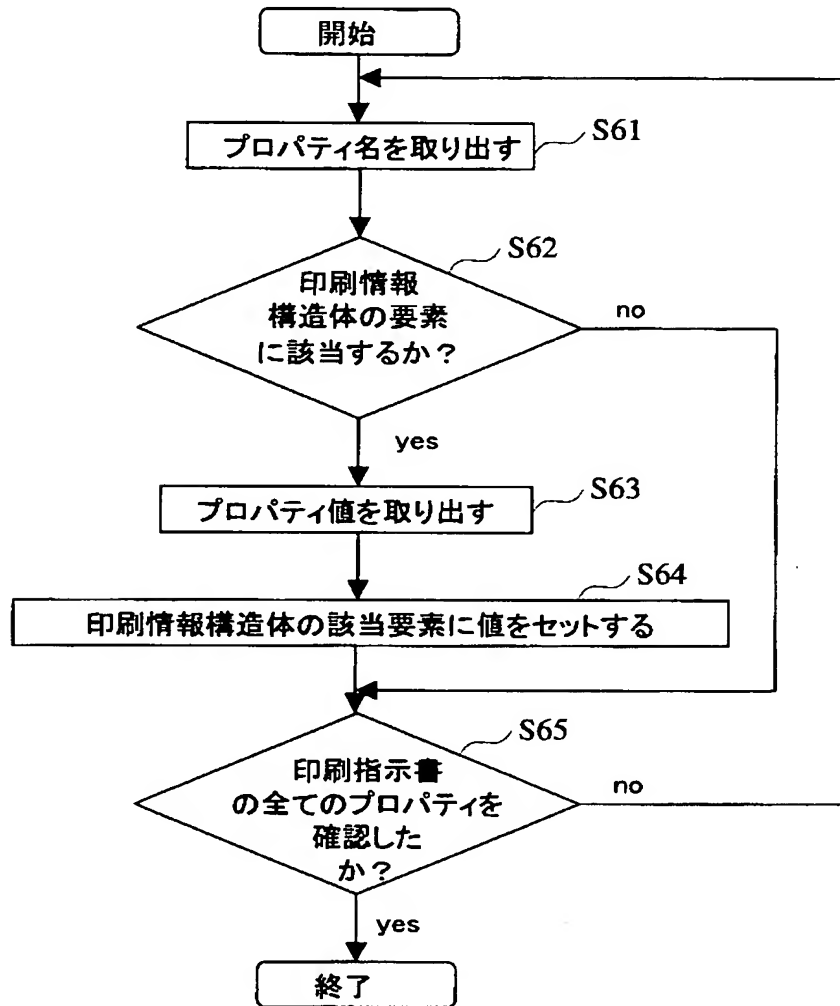 開始
プロパティ名を取り出す
S61
S62
印刷情報
構造体の要素
に該当するか？
no
yes
S63
プロパティ値を取り出す
S64
印刷情報構造体の該当要素に値をセットする
S65
印刷指示書
の全てのプロパティを
確認した
か？
no
yes
終了